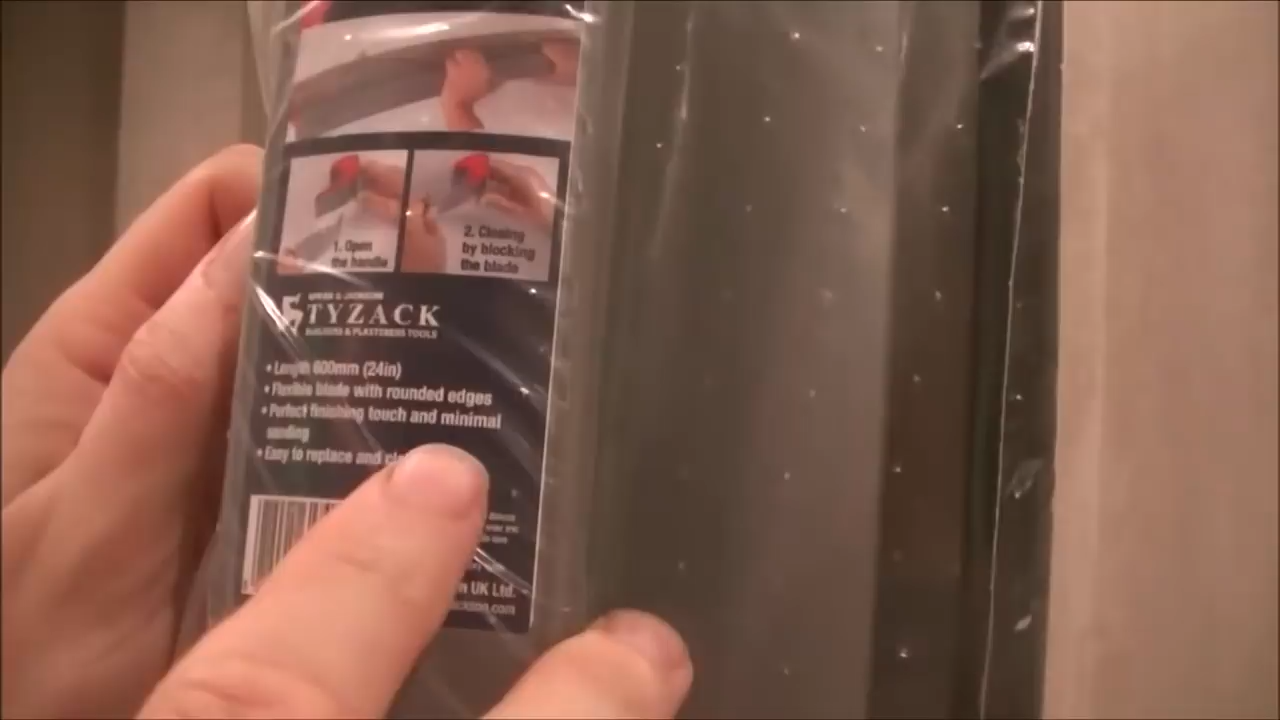 1. Open
the handle
2. Closing
by blocking
the blade
SPEAR & JACKSON
TYZACK
BUILDERS & PLASTERERS TOOLS
• Length 600mm (24in)
• Flexible blade with rounded edges
• Perfect finishing touch and minimal
sanding
• Easy to replace and
UK Ltd.